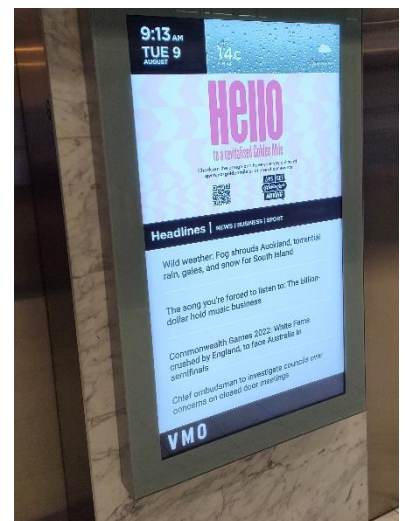 9:13 AM
TUE 9
AUGUST
14c
Hello
to a revitalised Golden Mile
Headlines | NEWS | BUSINESS | SPORT
Wild weather: Fog shrouds Auckland, torrential
rain, gales, and snow for South Island
The song you're forced to listen to: The billion-
dollar hold music business
Commonwealth Games 2022: White Ferns
crushed by England, to face Australia in
semifinals
Chief ombudsman to investigate councils over
concerns on closed door meetings
VMO